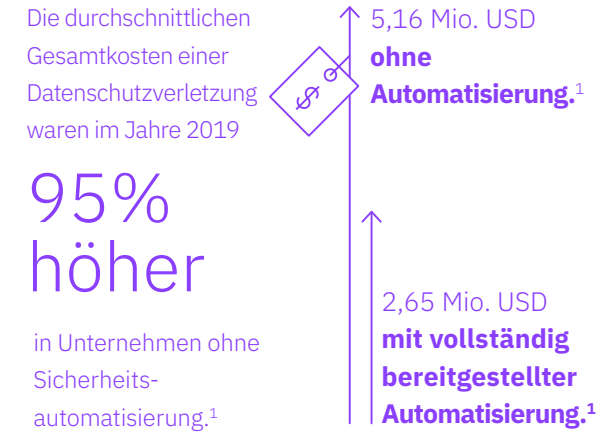 Die durchschnittlichen
Gesamtkosten einer
Datenschutzverletzung
waren im Jahre 2019
95%
höher
in Unternehmen ohne
Sicherheits-
automatisierung.¹
$
5,16 Mio. USD
ohne
Automatisierung.¹
2,65 Mio. USD
mit vollständig
bereitgestellter
Automatisierung.¹